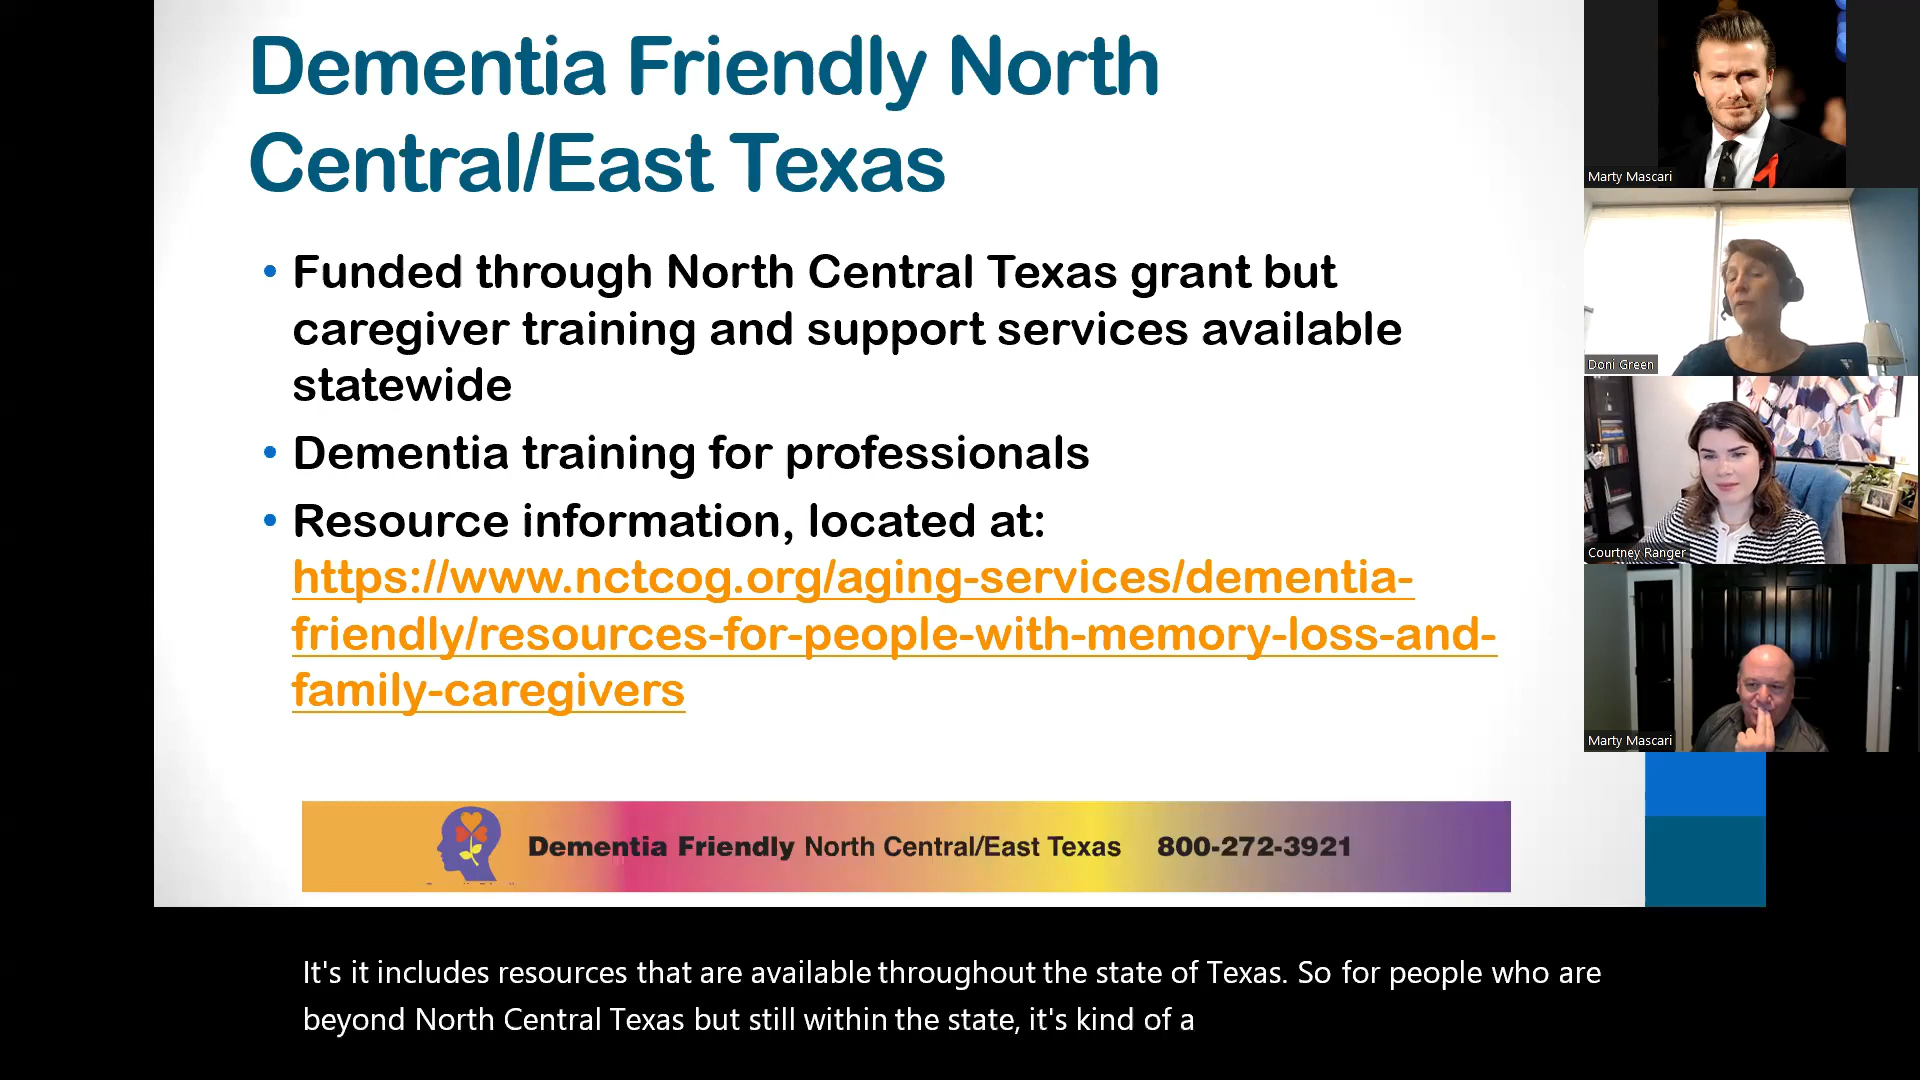 Dementia Friendly North
Central/East Texas
• Funded through North Central Texas grant but
caregiver training and support services available
statewide
• Dementia training for professionals
• Resource information, located at:
https://www.nctcog.org/aging-services/dementia-
friendly/resources-for-people-with-memory-loss-and-
family-caregivers
Dementia Friendly North Central/East Texas 800-272-3921
Marty Mascari
Doni Green
Courtney Ranger
Marty Mascari
It's it includes resources that are available throughout the state of Texas. So for people who are
beyond North Central Texas but still within the state, it's kind of a